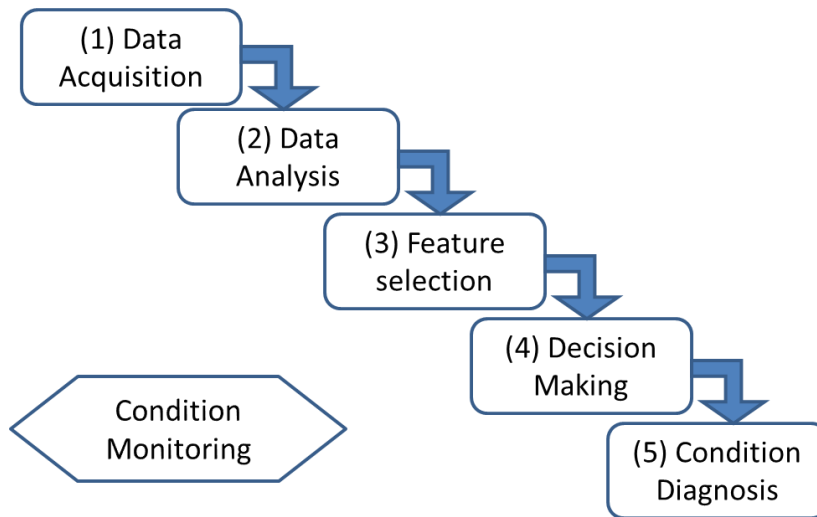 (1) Data
Acquisition
(2) Data
Analysis
(3) Feature
selection
(4) Decision
Making
Condition
Monitoring
(5) Condition
Diagnosis